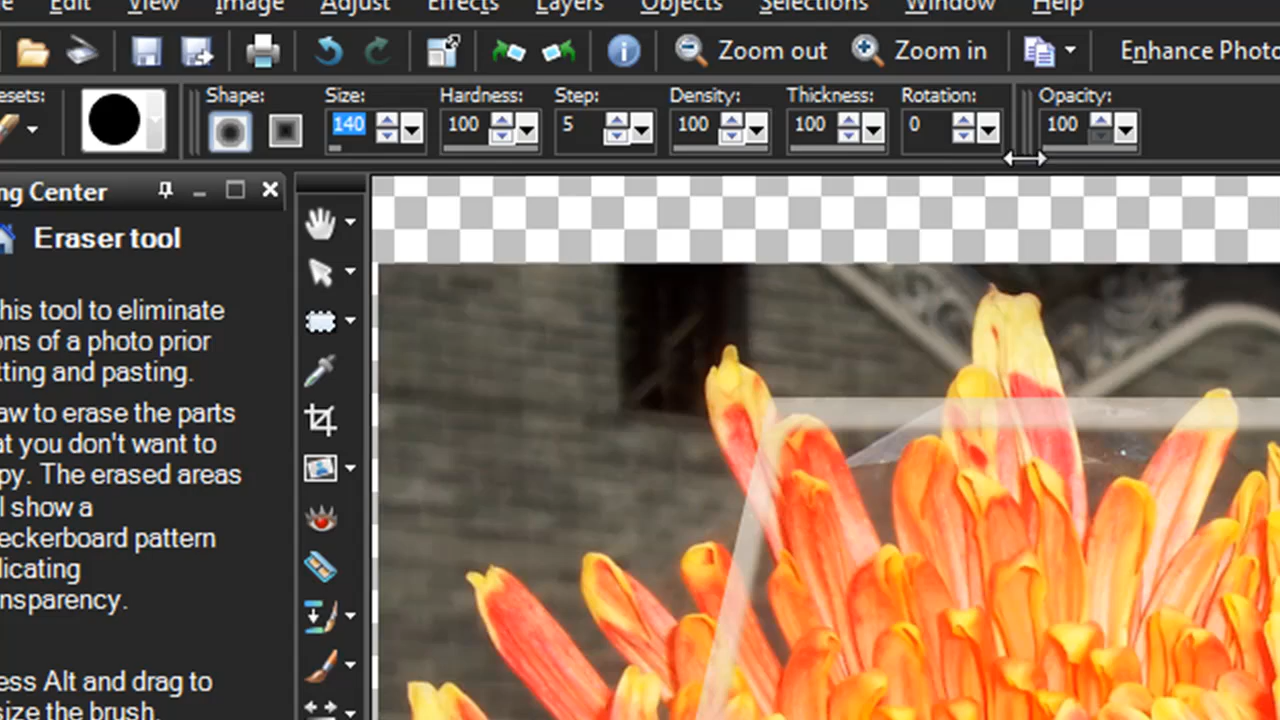 Edit View Image Adjust Effects Layers Objects Selections Window Help
Zoom out Zoom in Enhance Photo
esets: Shape: Size: Hardness: Step: Density: Thickness: Rotation: Opacity:
140 100 5 100 100 0 100
ng Center
Eraser tool
his tool to eliminate
ons of a photo prior
tting and pasting.
aw to erase the parts
at you don't want to
py. The erased areas
l show a
eckerboard pattern
dicating
nsparency.
ess Alt and drag to
size the brush.